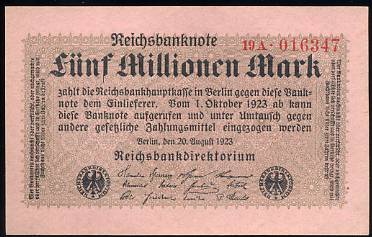 Reichsbanknote
19A·016347
Fünf Millionen Mark
zahlt die Reichsbankhauptkasse in Berlin gegen diese Bank-
note dem Einlieferer. Vom 1. Oktober 1923 ab kann
diese Banknote aufgerufen und unter Umtausch gegen
andere gesetzliche Zahlungsmittel eingezogen werden
Berlin, den 20. August 1923
Reichsbankdirektorium